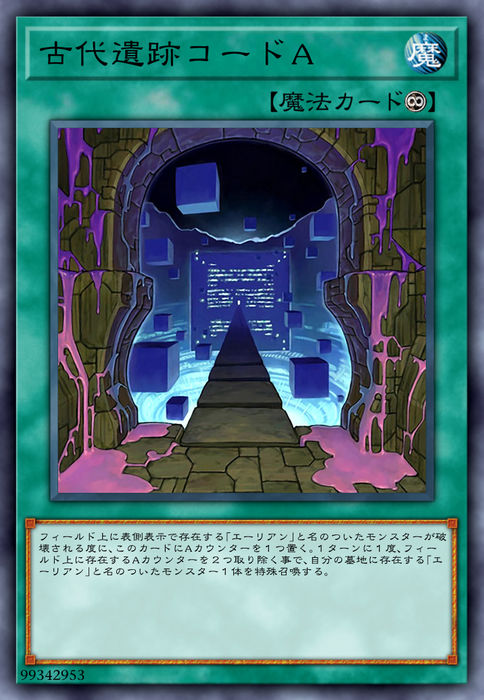 古代遺跡コードA
魔
【魔法カード♾】
フィールド上に表側表示で存在する「エーリアン」と名のついたモンスターが破
壊される度に、このカードにAカウンターを１つ置く。１ターンに１度、フィー
ルド上に存在するAカウンターを２つ取り除く事で、自分の墓地に存在する「エ
ーリアン」と名のついたモンスター１体を特殊召喚する。
99342953